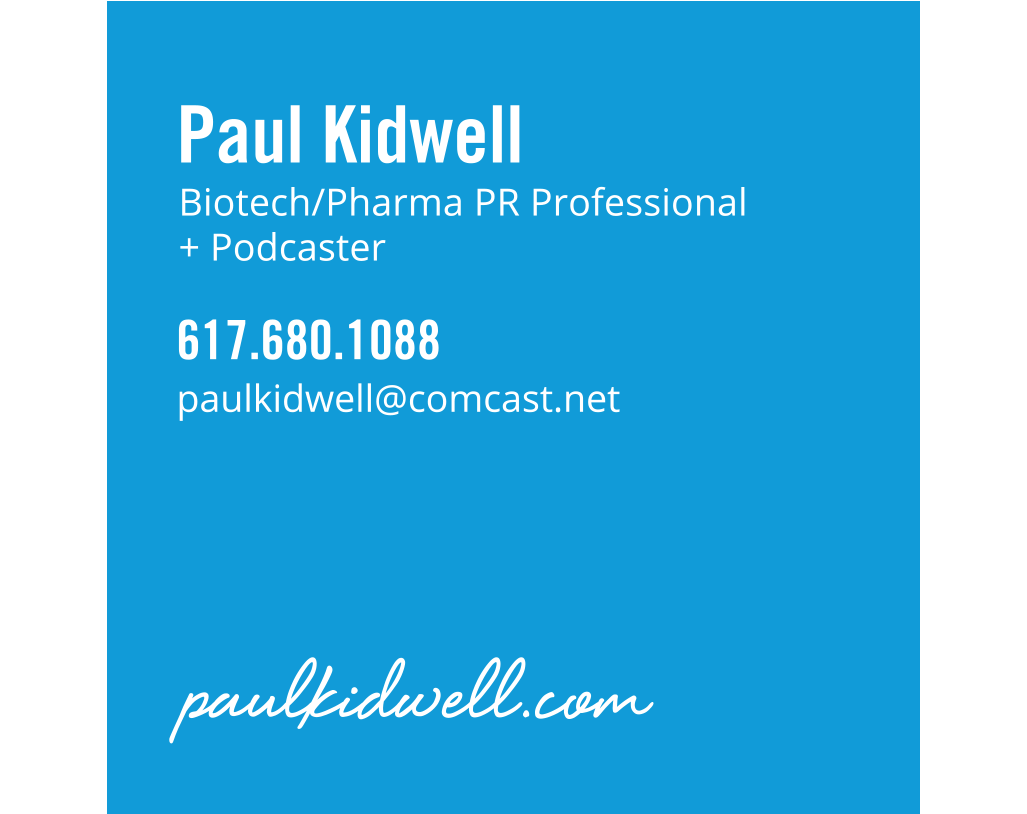 Paul Kidwell
Biotech/Pharma PR Professional
+ Podcaster
617.680.1088
paulkidwell@comcast.net
paulkidwell.com